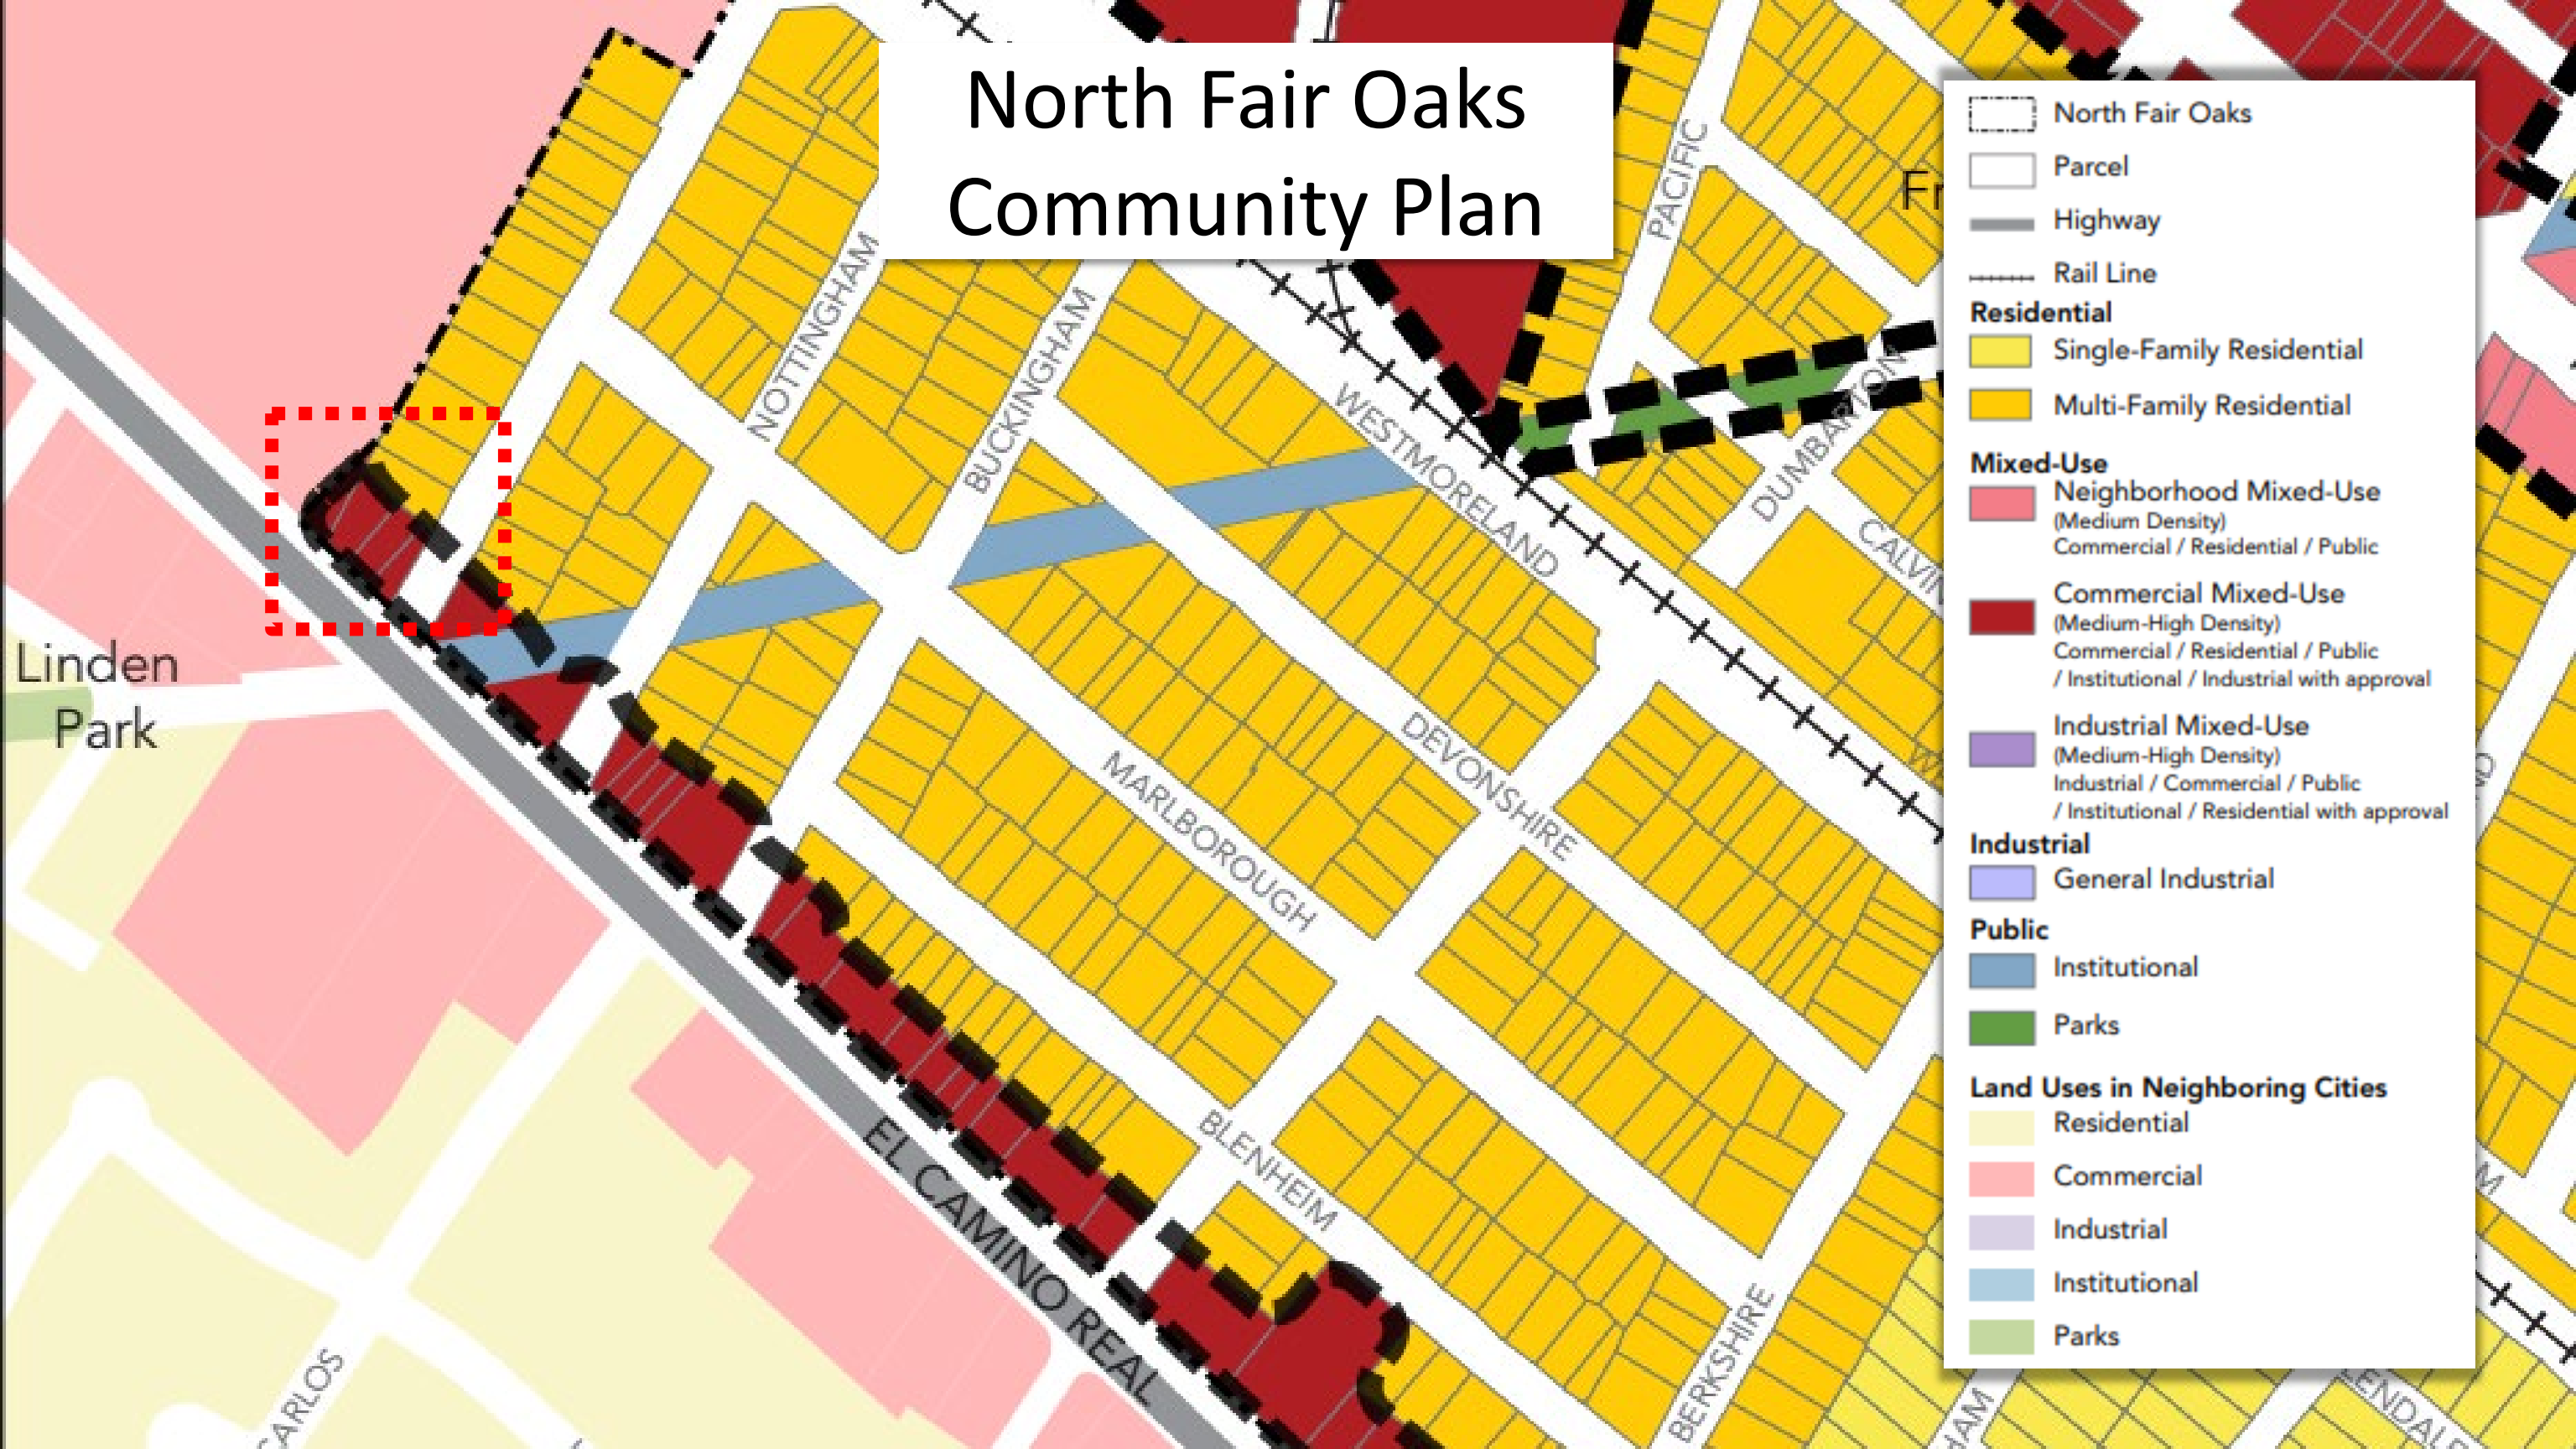 North Fair Oaks
Community Plan
NOTTINGHAM
BUCKINGHAM
PACIFIC
WESTMORELAND
DUMBARTON
CALVIN
Fr
Linden
Park
MARLBOROUGH
DEVONSHIRE
BLENHEIM
EL CAMINO REAL
BERKSHIRE
CARLOS
HAM
ENDAL
North Fair Oaks
Parcel
Highway
Rail Line
Residential
Single-Family Residential
Multi-Family Residential
Mixed-Use
Neighborhood Mixed-Use
(Medium Density)
Commercial / Residential / Public
Commercial Mixed-Use
(Medium-High Density)
Commercial / Residential / Public
/ Institutional / Industrial with approval
Industrial Mixed-Use
(Medium-High Density)
Industrial / Commercial / Public
/ Institutional / Residential with approval
Industrial
General Industrial
Public
Institutional
Parks
Land Uses in Neighboring Cities
Residential
Commercial
Industrial
Institutional
Parks